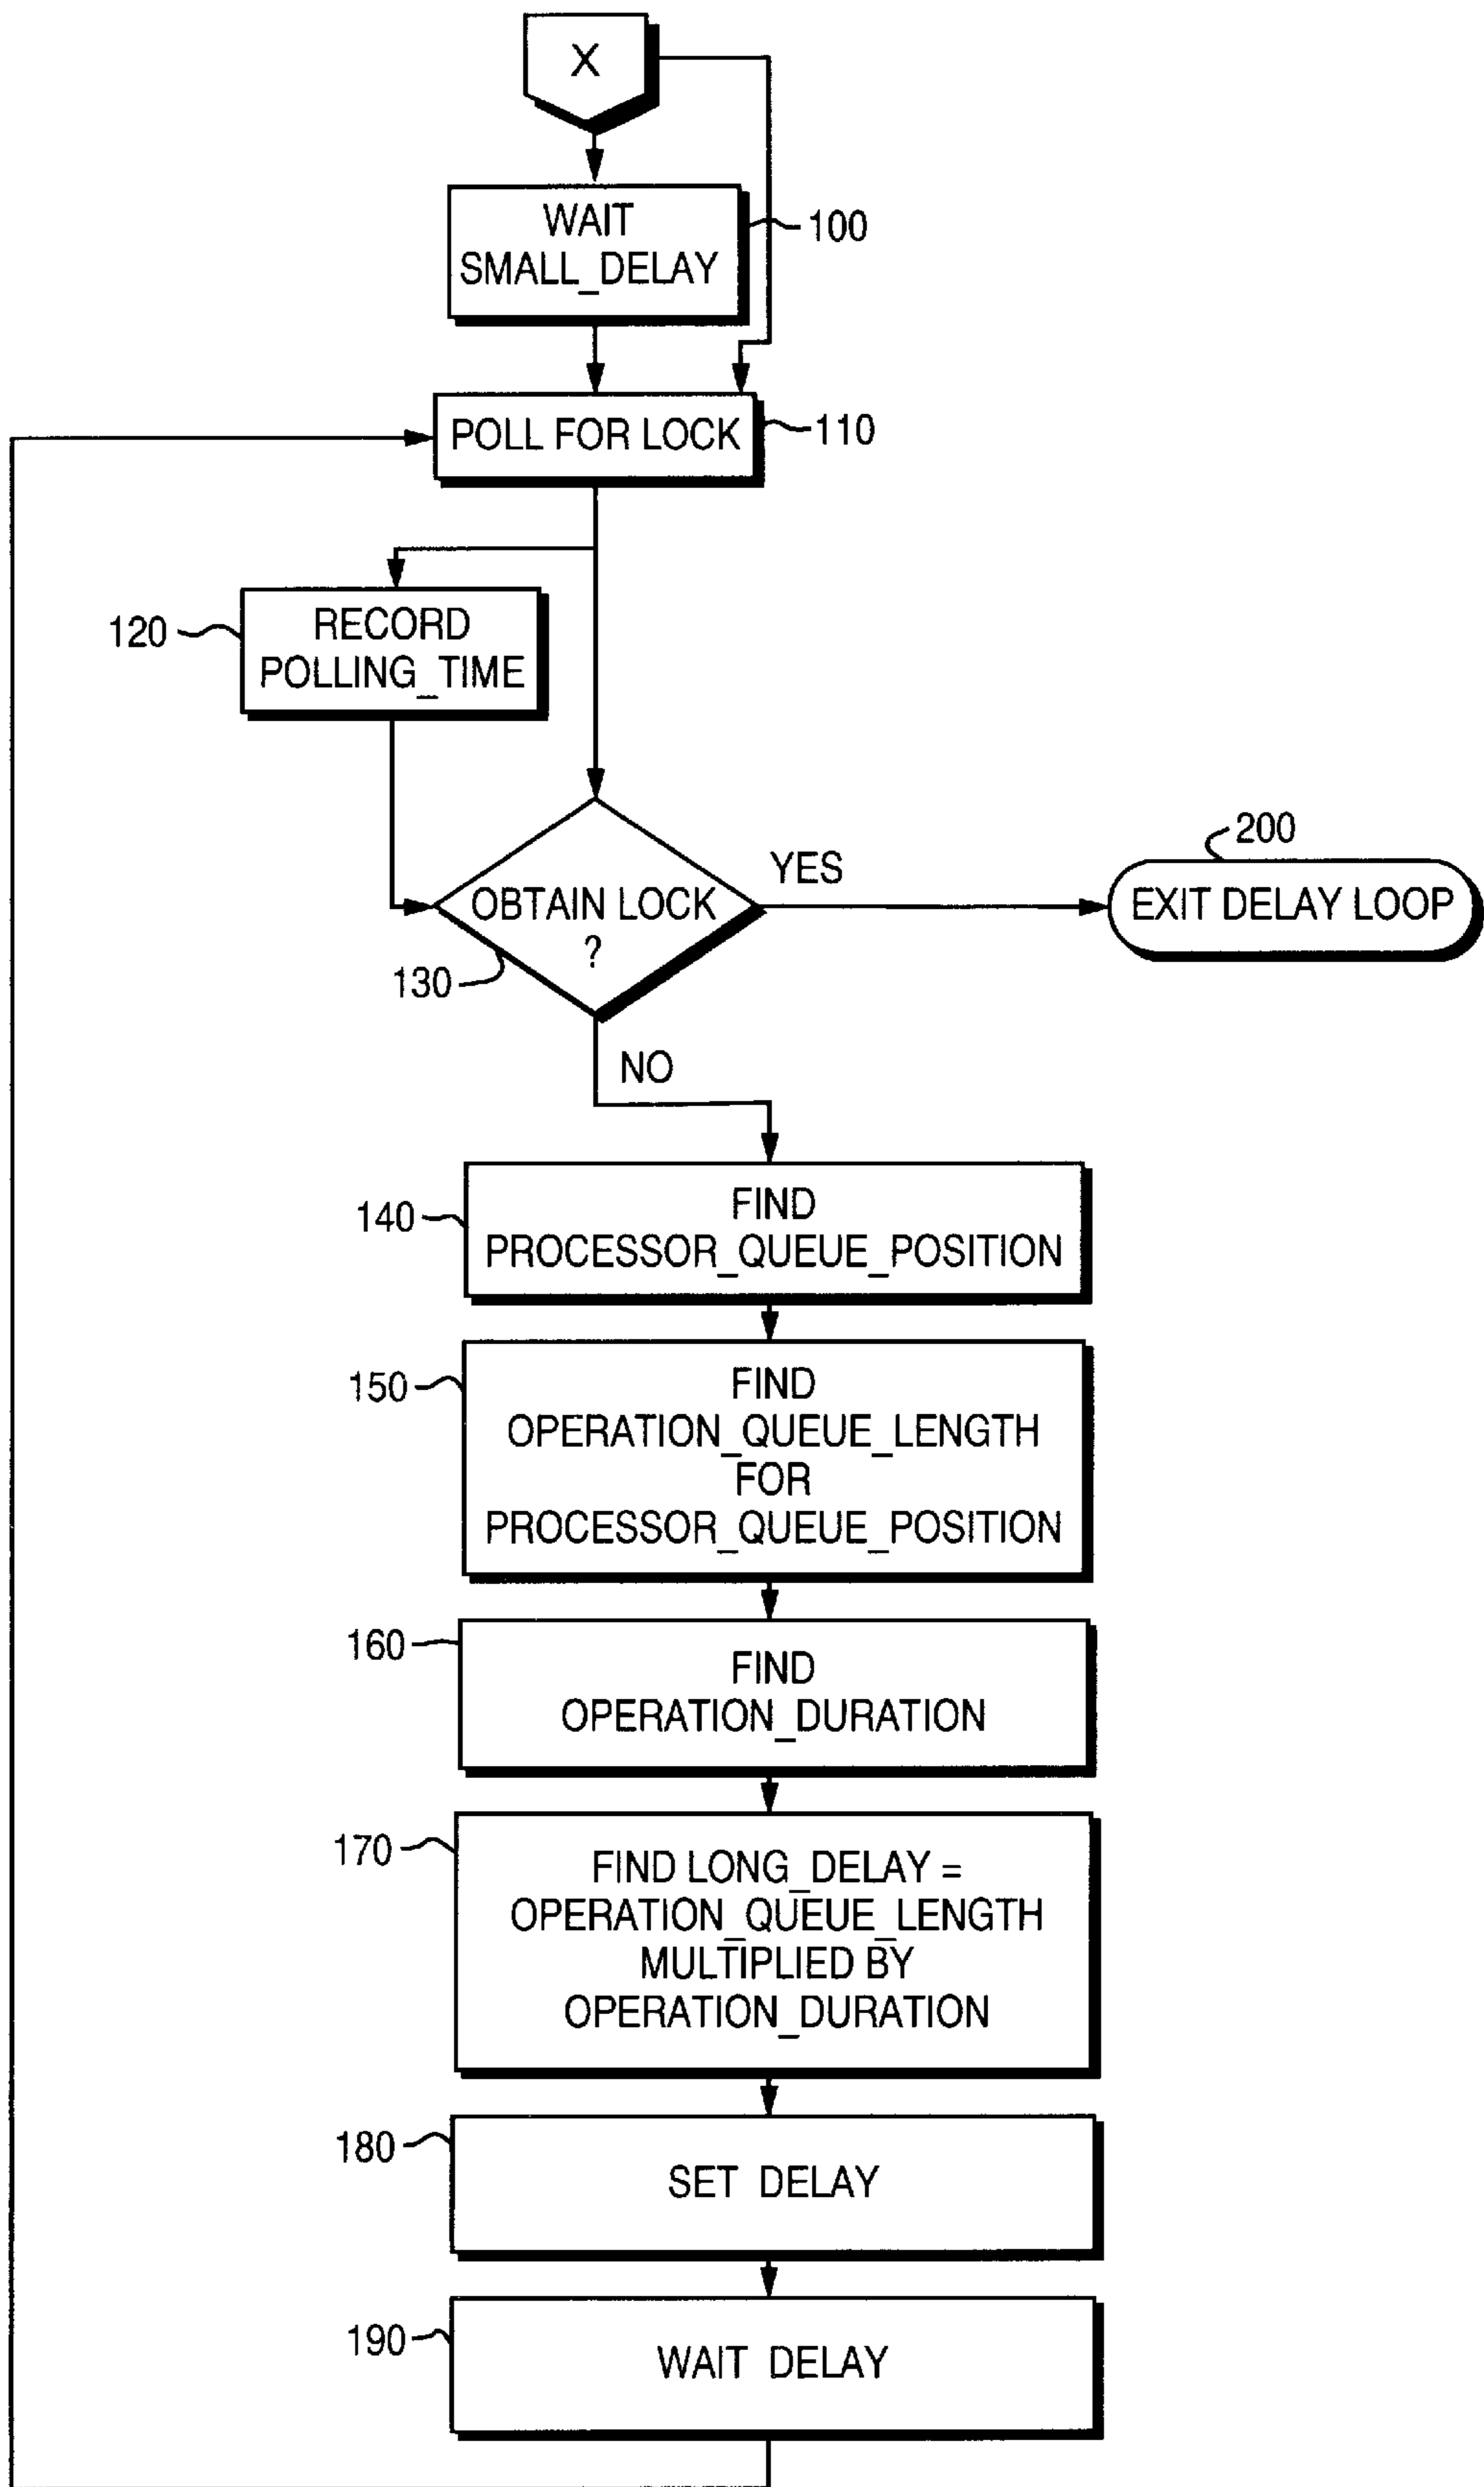 X
WAIT
SMALL_DELAY
100
POLL FOR LOCK
110
120
RECORD
POLLING_TIME
200
YES
OBTAIN LOCK
?
EXIT DELAY LOOP
130
NO
140
FIND
PROCESSOR_QUEUE_POSITION
150
FIND
OPERATION_QUEUE_LENGTH
FOR
PROCESSOR_QUEUE_POSITION
160
FIND
OPERATION_DURATION
170
FIND LONG_DELAY =
OPERATION_QUEUE_LENGTH
MULTIPLIED BY
OPERATION_DURATION
180
SET DELAY
190
WAIT DELAY